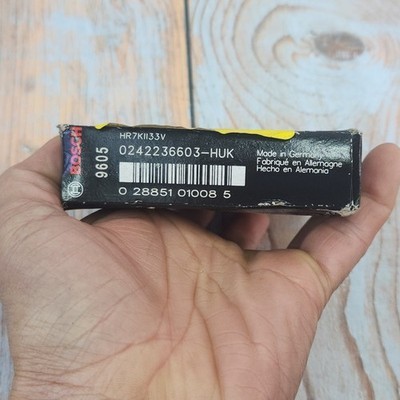 BOSCH
9605
HR7KII33V
0242236603-HUK
0 28851 01008 5
Made in Germany
Fabriqué en Allemagne
Hecho en Alemania